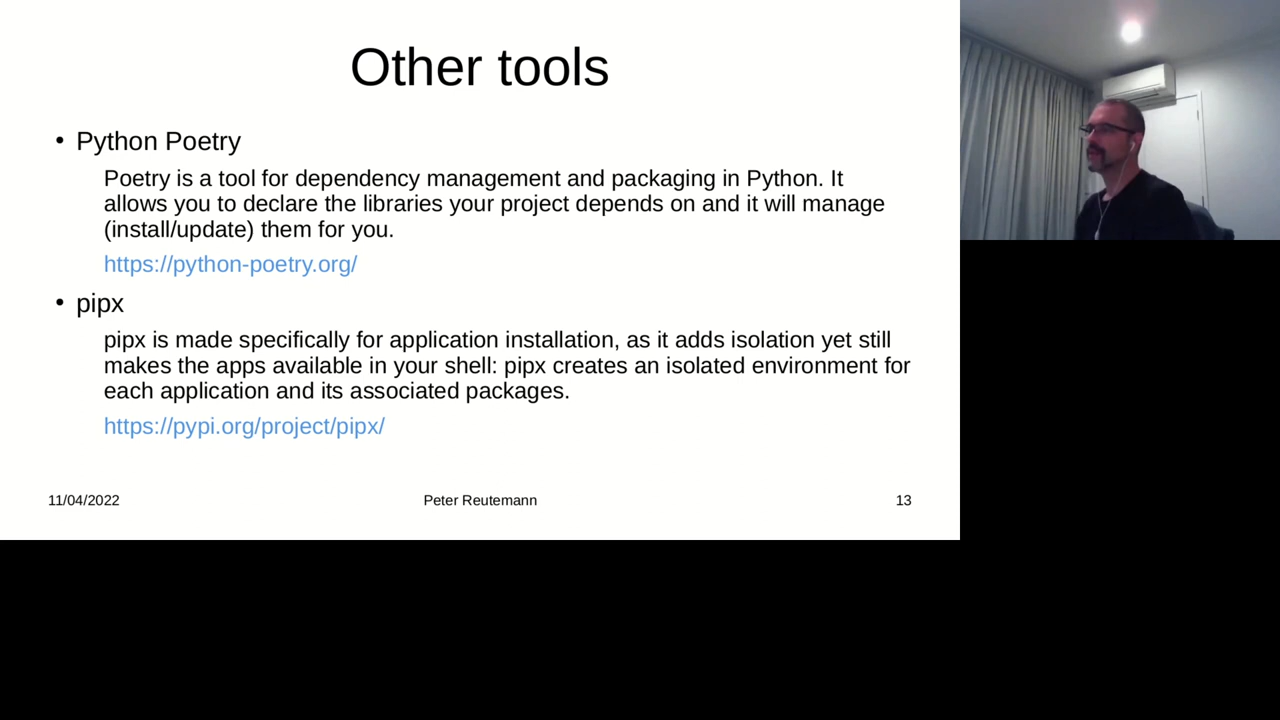 Other tools
• Python Poetry
Poetry is a tool for dependency management and packaging in Python. It
allows you to declare the libraries your project depends on and it will manage
(install/update) them for you.
https://python-poetry.org/
• pipx
pipx is made specifically for application installation, as it adds isolation yet still
makes the apps available in your shell: pipx creates an isolated environment for
each application and its associated packages.
https://pypi.org/project/pipx/
11/04/2022
Peter Reutemann
13